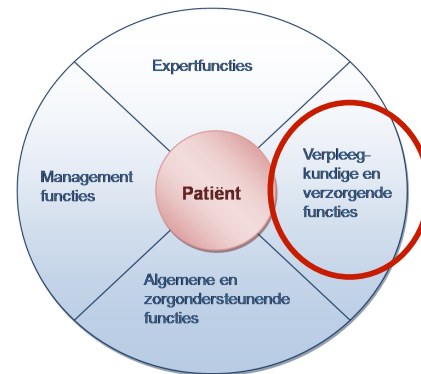 Expertfuncties
Verpleeg-
kundige en
verzorgende
functies
Management
functies
Patiënt
Algemene en
zorgondersteunende
functies